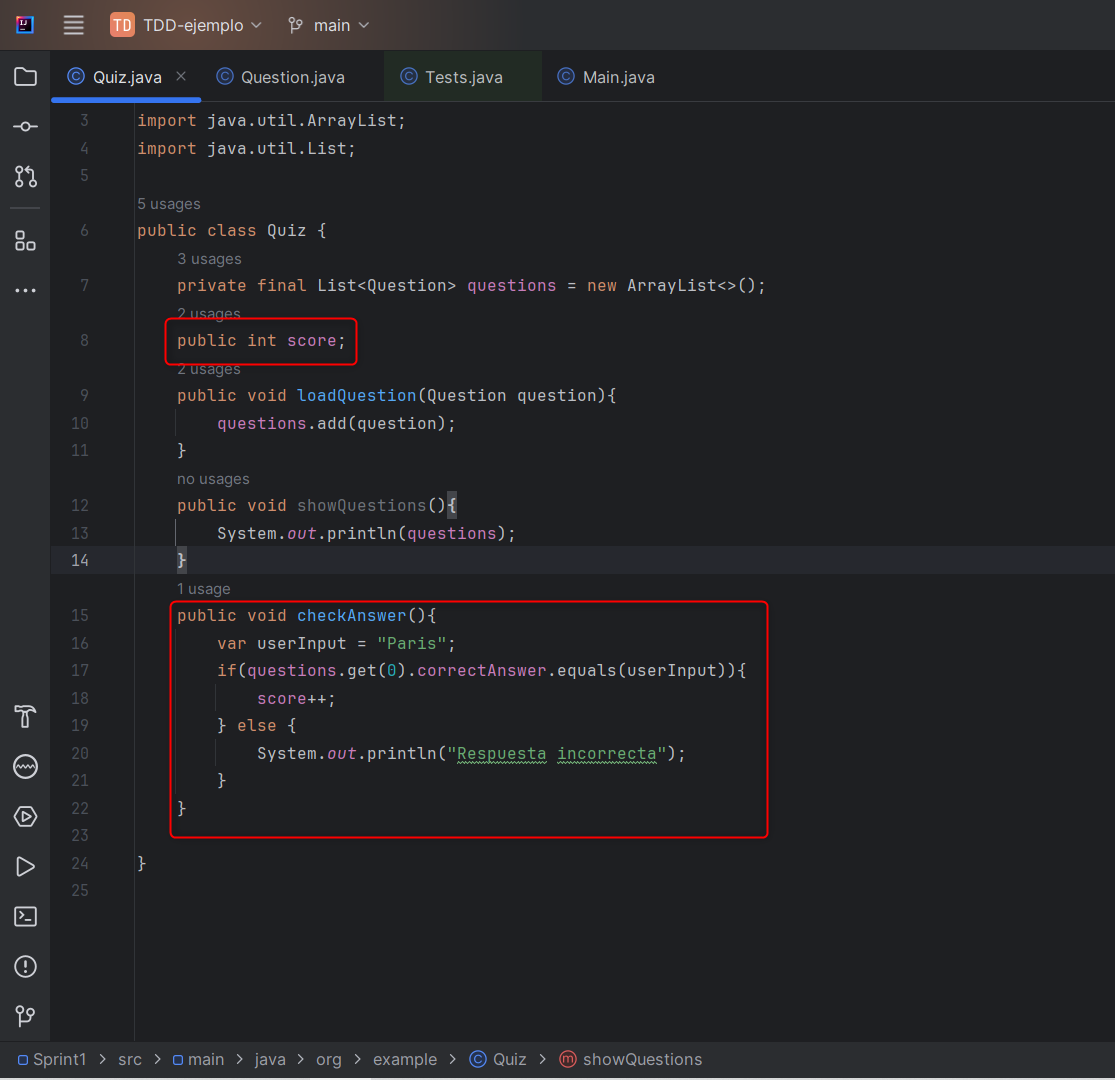 TD TDD-ejemplo main
Quiz.java Question.java Tests.java Main.java
3 import java.util.ArrayList;
4 import java.util.List;
5
5 usages
6 public class Quiz {
3 usages
7 private final List<Question> questions = new ArrayList<>();
2 usages
8 public int score;
2 usages
9 public void loadQuestion(Question question){
10 questions.add(question);
11 }
no usages
12 public void showQuestions(){
13 System.out.println(questions);
14 }
1 usage
15 public void checkAnswer(){
16 var userInput = "Paris";
17 if(questions.get(0).correctAnswer.equals(userInput)){
18 score++;
19 } else {
20 System.out.println("Respuesta incorrecta");
21 }
22 }
23
24 }
25
Sprint1 > src > main > java > org > example > Quiz > showQuestions